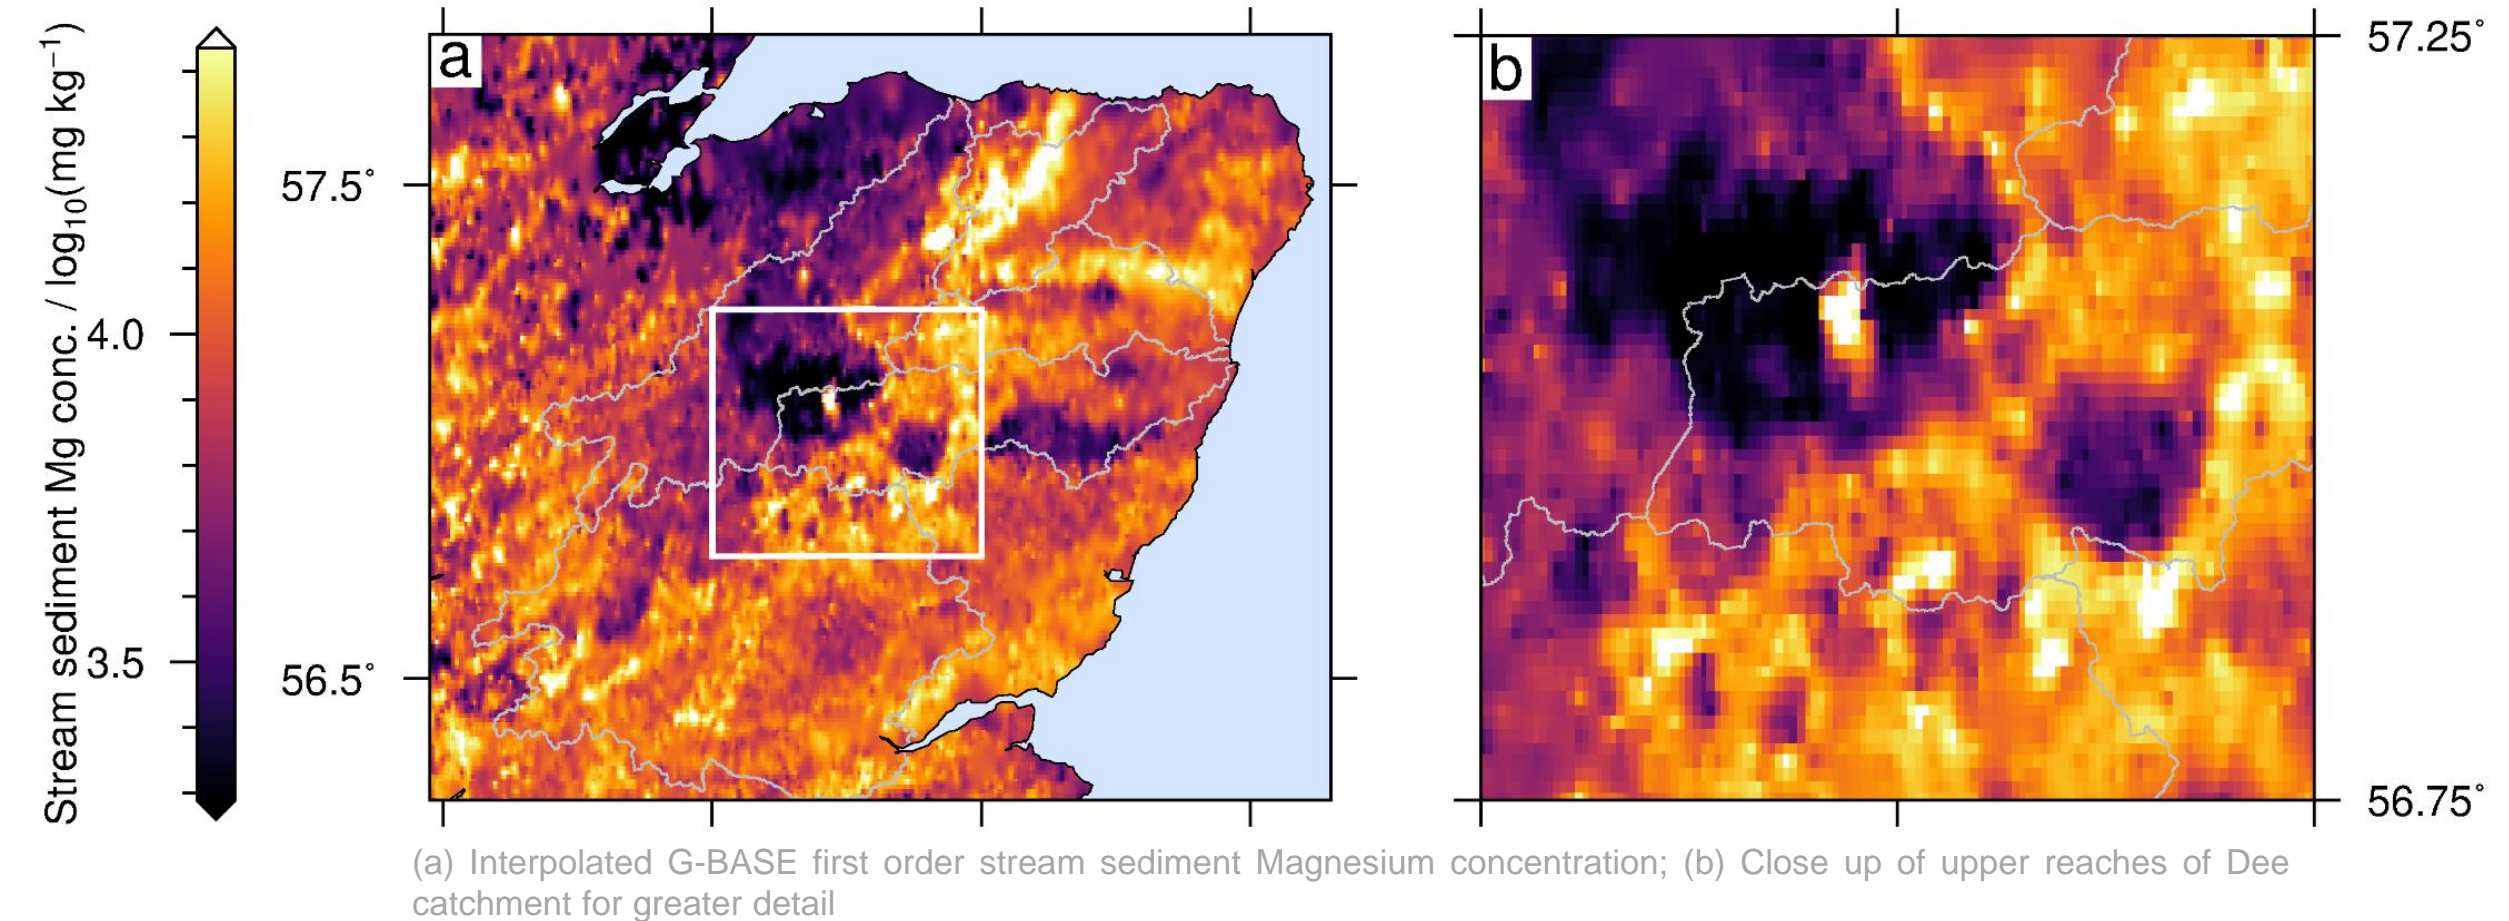 Stream sediment Mg conc. / log₁₀(mg kg⁻¹)
4.0
3.5
a
57.5°
56.5°
b
57.25°
56.75°
(a) Interpolated G-BASE first order stream sediment Magnesium concentration; (b) Close up of upper reaches of Dee
catchment for greater detail